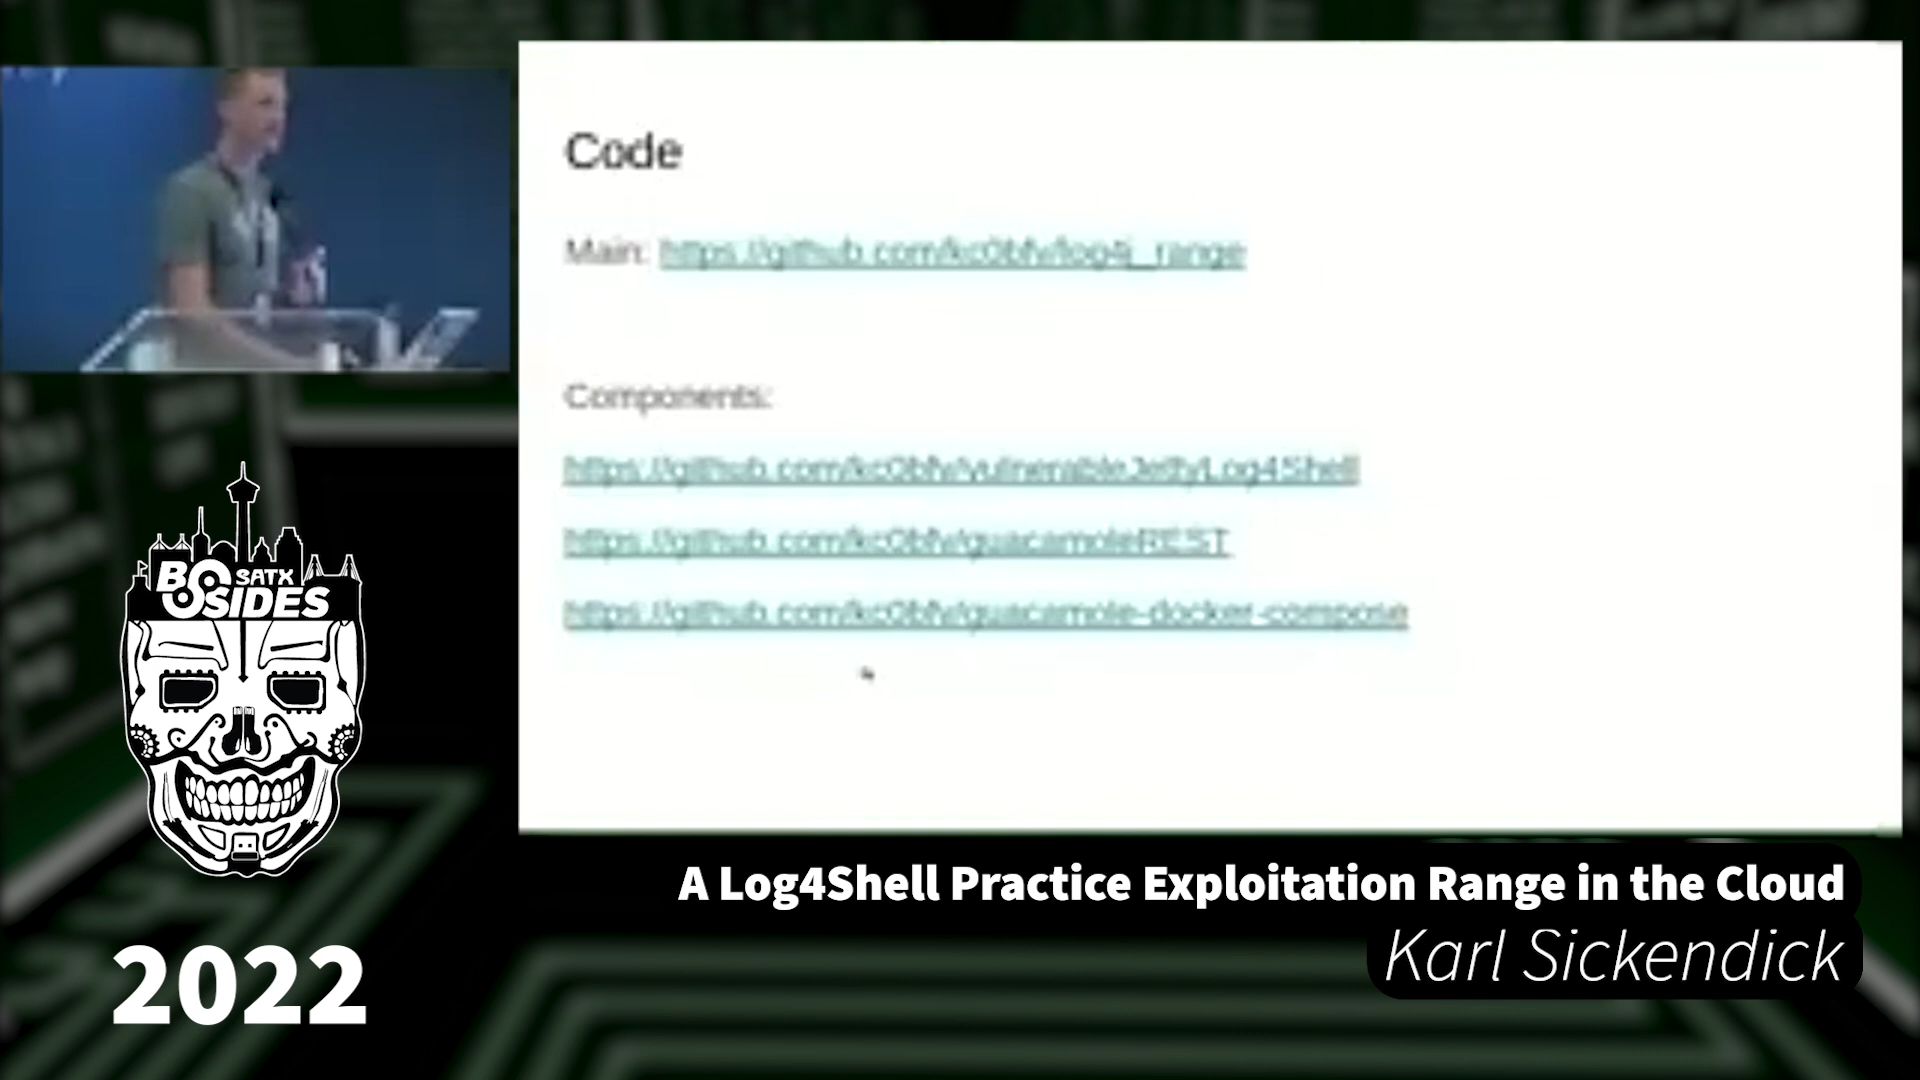 Code
Main: https://github.com/kc0bfv/log4j_range
Components:
https://github.com/kc0bfv/vulnerableJettyLog4Shell
https://github.com/kc0bfv/guacamoleREST
https://github.com/kc0bfv/guacamole-docker-compose
BSIDES SATX
2022
A Log4Shell Practice Exploitation Range in the Cloud
Karl Sickendick